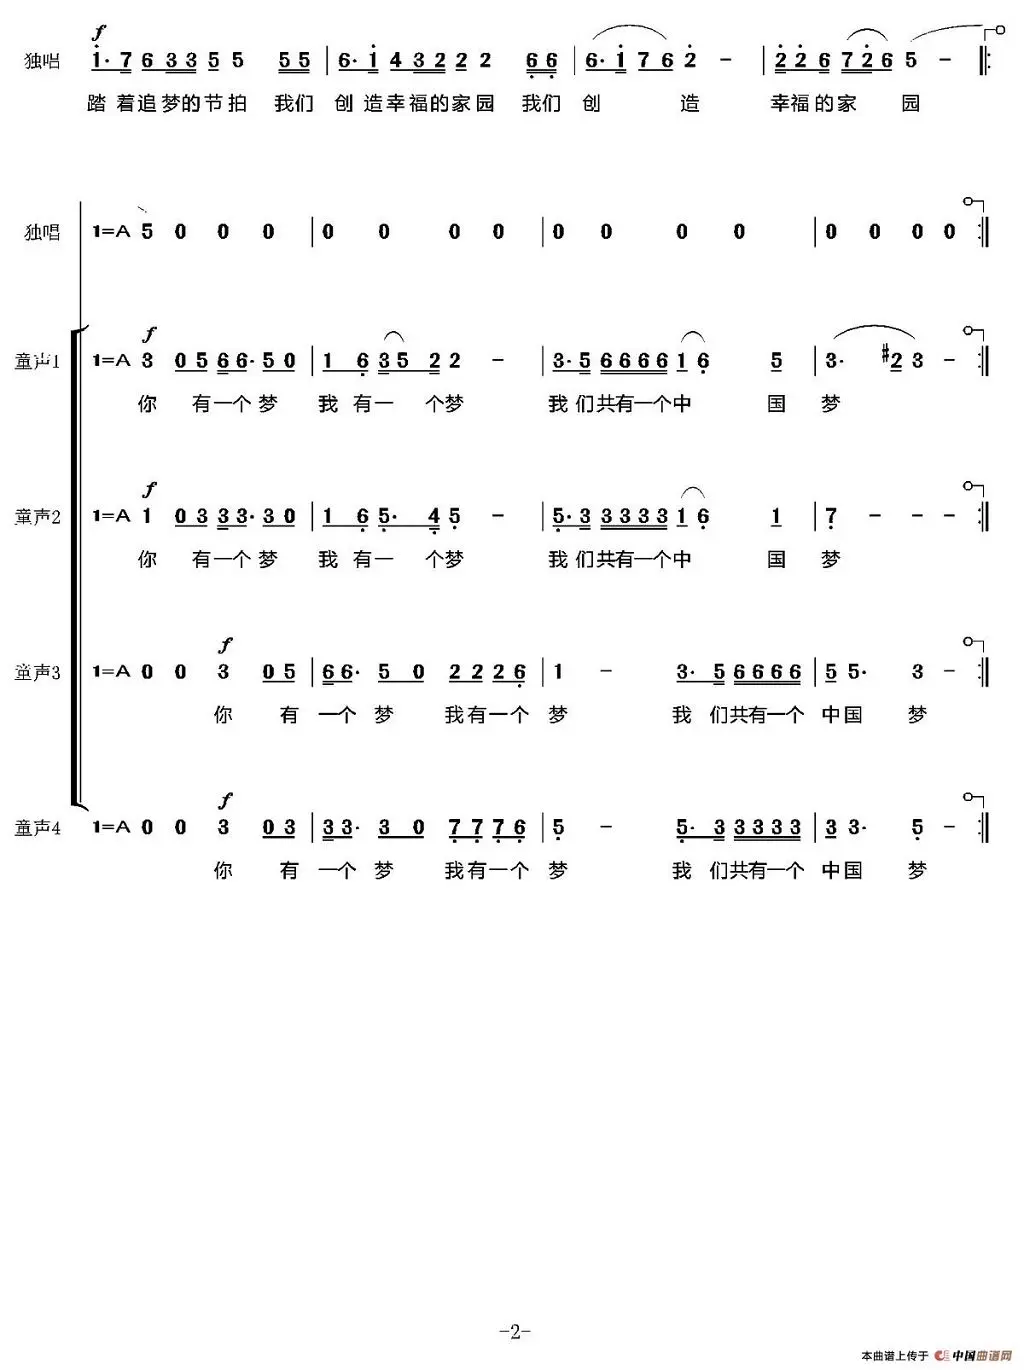 f
独唱 1·7 6 3 3 5 5 5 5 | 6·1 4 3 2 2 2 6 6 | 6·1 7 6 2 – | 2 2 6 7 2 6 5 – :‖
踏着追梦的节拍 我们 创造幸福的家园 我们 创 造 幸福的家 园
独唱 1=A 5 0 0 0 | 0 0 0 0 | 0 0 0 0 | 0 0 0 0 :‖
f
童声1 1=A 3 0 5 6 6· 5 0 | 1 6 3 5 2 2 – | 3·5 6 6 6 6 1 6 5 | 3· #2 3 – :‖
你 有一个梦 我 有一 个梦 我们共有一个中 国 梦
f
童声2 1=A 1 0 3 3 3· 3 0 | 1 6 5· 4 5 – | 5·3 3 3 3 3 1 6 1 | 7 – – – :‖
你 有一个梦 我 有一 个梦 我们共有一个中 国 梦
f
童声3 1=A 0 0 3 0 5 | 6 6· 5 0 2 2 2 6 | 1 – 3· 5 6 6 6 6 | 5 5· 3 – :‖
你 有 一个 梦 我有一个 梦 我 们共有一个 中国 梦
f
童声4 1=A 0 0 3 0 3 | 3 3· 3 0 7 7 7 6 | 5 – 5· 3 3 3 3 3 | 3 3· 5 – :‖
你 有 一个 梦 我有一个 梦 我 们共有一个 中国 梦
-2-
本曲谱上传于 中国曲谱网